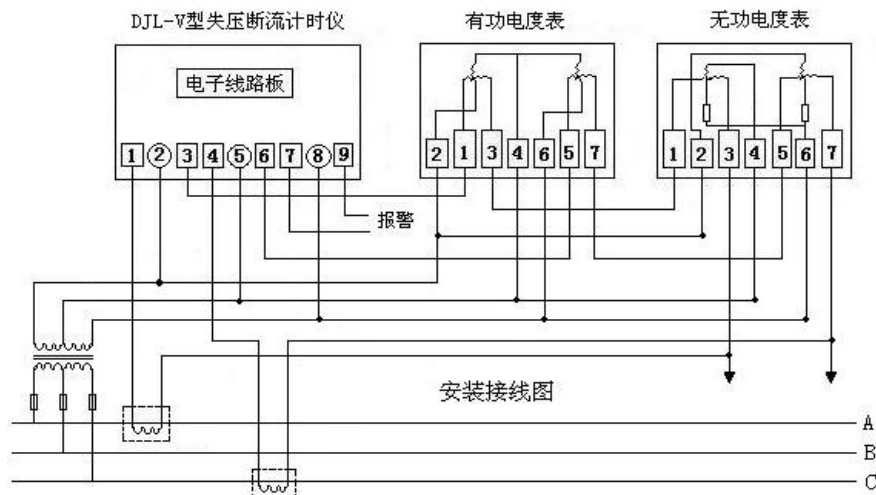 DJL-V型失压断流计时仪 有功电度表 无功电度表
电子线路板
1 2 3 4 5 6 7 8 9 2 1 3 4 6 5 7 1 2 3 4 5 6 7
报警
安装接线图
A
B
C